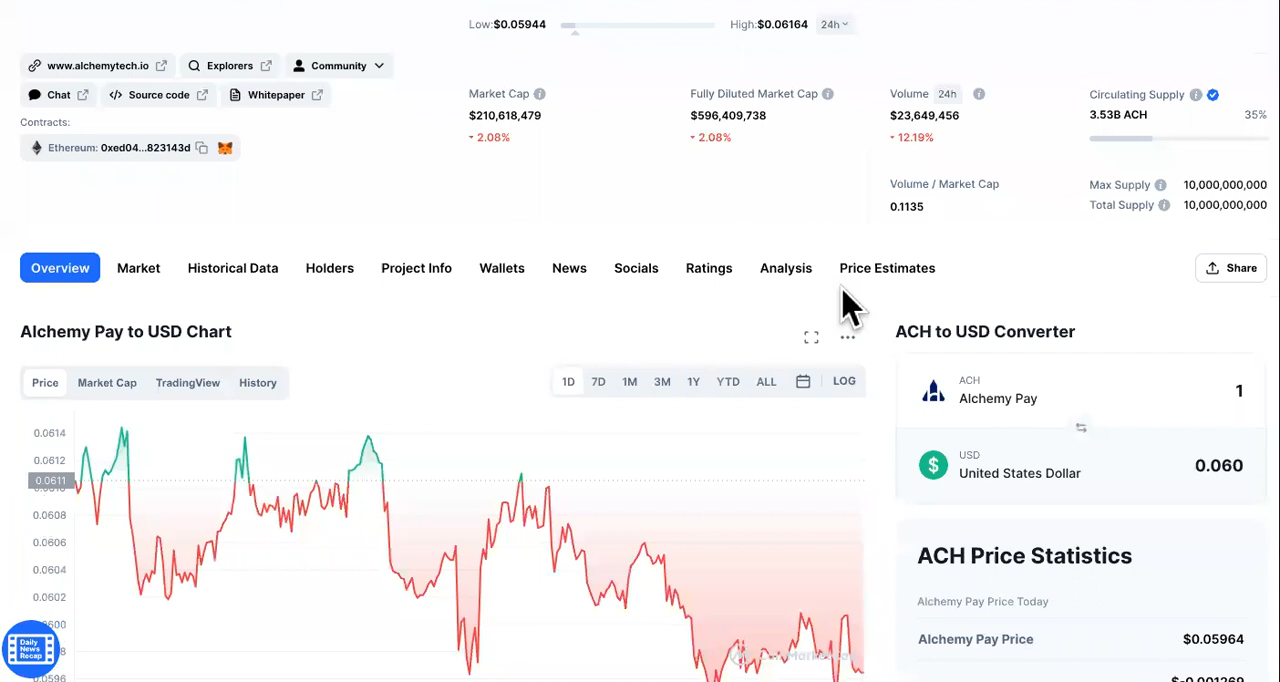 Low:$0.05944 High:$0.06164 24h
www.alchemytech.io Explorers Community
Chat Source code Whitepaper
Contracts:
Ethereum: 0xed04...823143d
Market Cap
$210,618,479
2.08%
Fully Diluted Market Cap
$596,409,738
2.08%
Volume 24h
$23,649,456
12.19%
Volume / Market Cap
0.1135
Circulating Supply
3.53B ACH 35%
Max Supply 10,000,000,000
Total Supply 10,000,000,000
Overview Market Historical Data Holders Project Info Wallets News Socials Ratings Analysis Price Estimates Share
Alchemy Pay to USD Chart
Price Market Cap TradingView History 1D 7D 1M 3M 1Y YTD ALL LOG
0.0614
0.0612
0.0611
0.0608
0.0606
0.0604
0.0602
0.0596
Daily
News
Recap
ACH to USD Converter
ACH
Alchemy Pay 1
USD
United States Dollar 0.060
$
ACH Price Statistics
Alchemy Pay Price Today
Alchemy Pay Price $0.05964